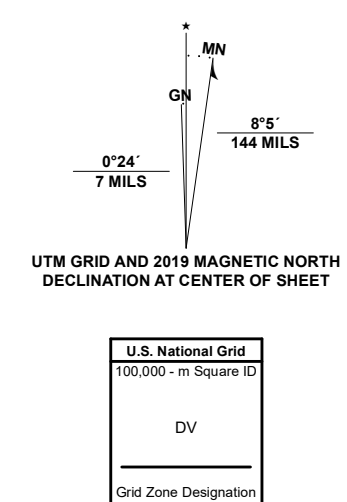 MN
GN
8°5´
144 MILS
0°24´
7 MILS
UTM GRID AND 2019 MAGNETIC NORTH
DECLINATION AT CENTER OF SHEET
U.S. National Grid
100,000 - m Square ID
DV
Grid Zone Designation